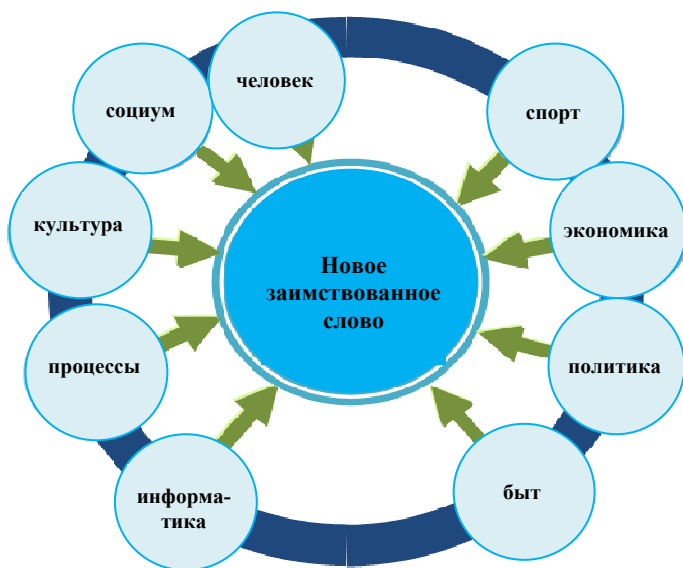 человек
социум
спорт
культура
экономика
Новое
заимствованное
слово
процессы
политика
информа-
тика
быт